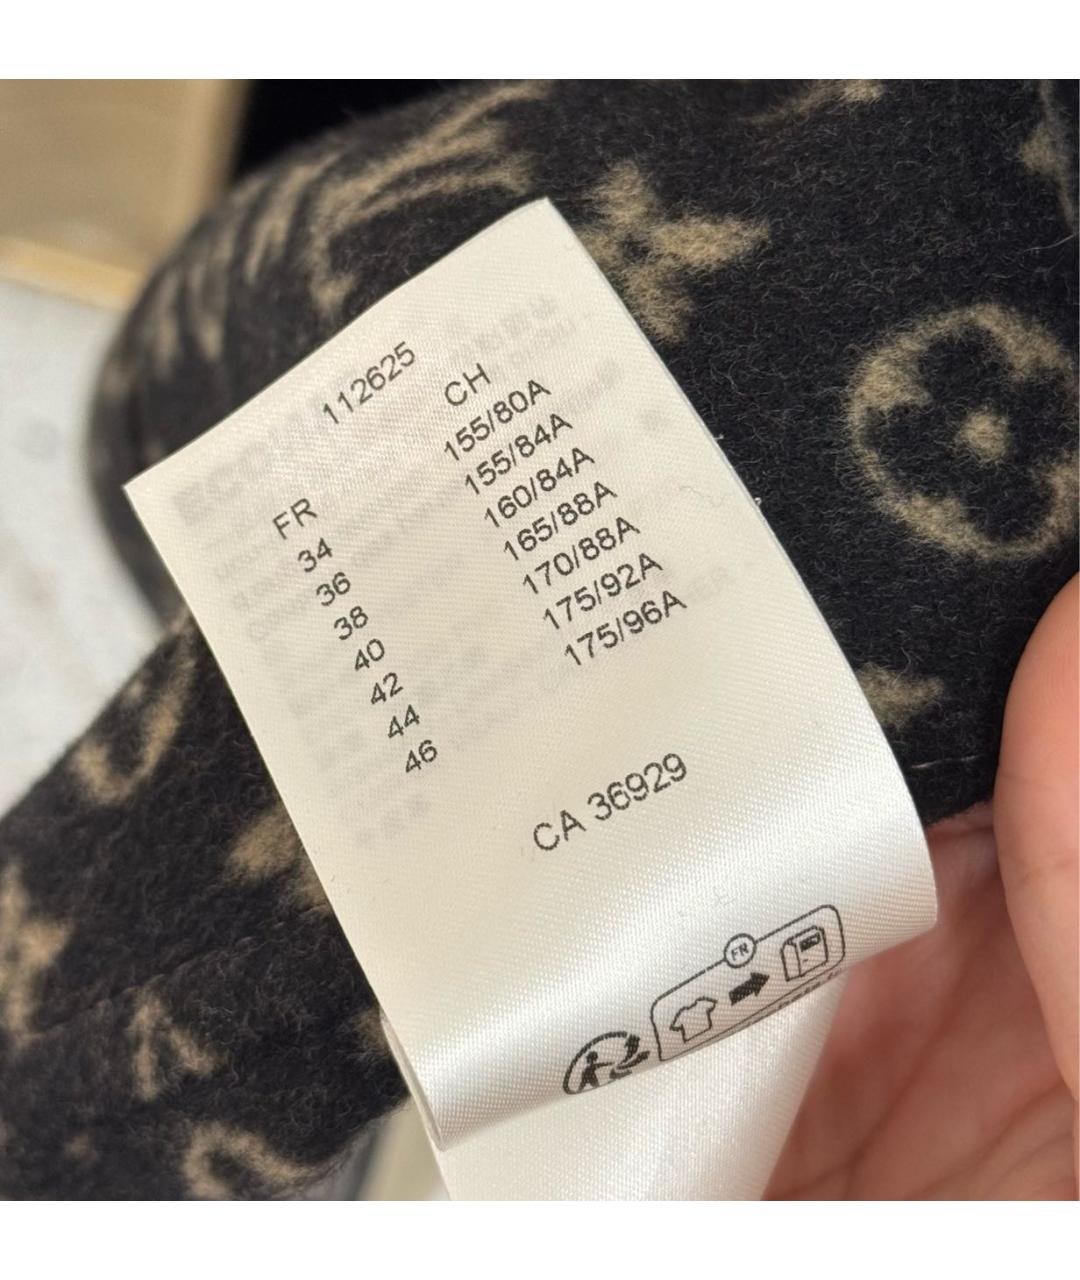 112625
FR CH
34 155/80A
36 155/84A
38 160/84A
40 165/88A
42 170/88A
44 175/92A
46 175/96A
CA 36929
FR